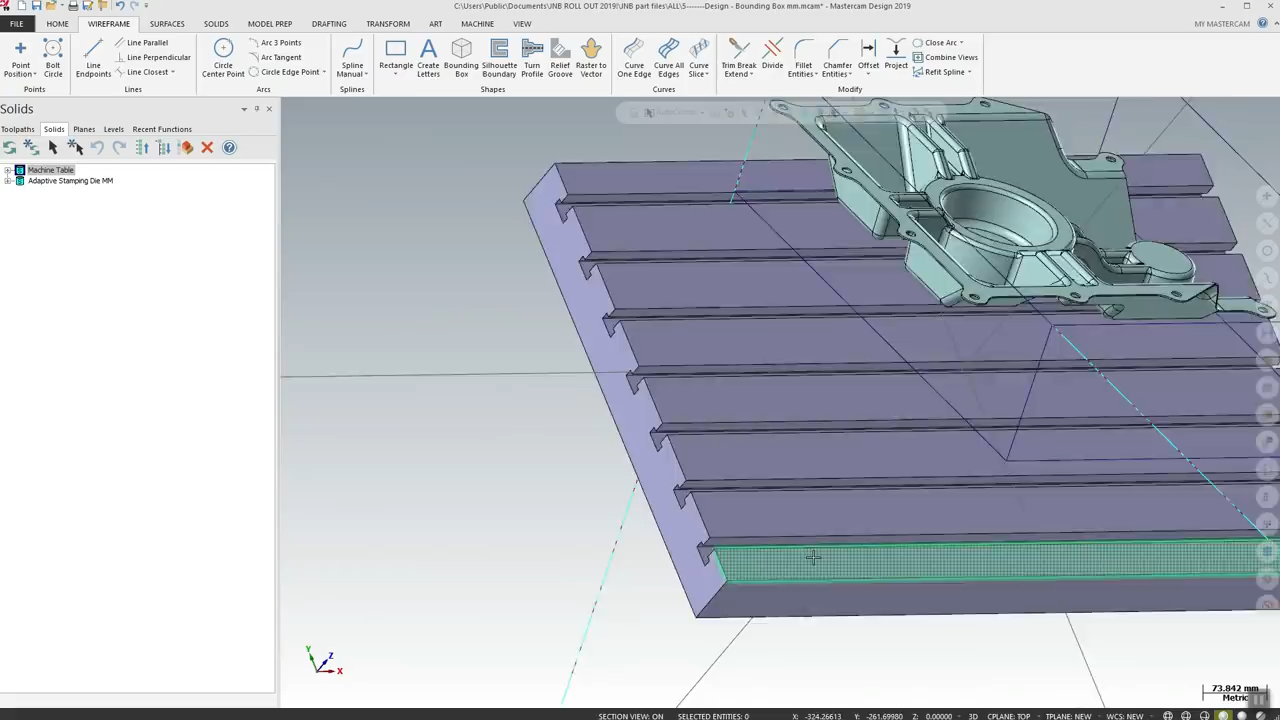 C:\Users\Public\Documents\!JNB ROLL OUT 2019\!JNB part files\ALL\5-------Design - Bounding Box mm.mcam* - Mastercam Design 2019
FILE HOME WIREFRAME SURFACES SOLIDS MODEL PREP DRAFTING TRANSFORM ART MACHINE VIEW MY MASTERCAM
Point Position
Bolt Circle
Points
Line Endpoints
Line Parallel
Line Perpendicular
Line Closest
Lines
Circle Center Point
Arc 3 Points
Arc Tangent
Circle Edge Point
Arcs
Spline Manual
Splines
Rectangle
Create Letters
Bounding Box
Silhouette Boundary
Turn Profile
Relief Groove
Raster to Vector
Shapes
Curve One Edge
Curve All Edges
Curve Slice
Curves
Trim Break Extend
Divide
Fillet Entities
Chamfer Entities
Offset
Project
Close Arc
Combine Views
Refit Spline
Modify
Solids
Toolpaths Solids Planes Levels Recent Functions
Machine Table
Adaptive Stamping Die MM
Y
Z
X
73.842 mm
Metric
SECTION VIEW: ON SELECTED ENTITIES: 0 X: -324.26613 Y: -261.69980 Z: 0.00000 3D CPLANE: TOP TPLANE: NEW WCS: NEW